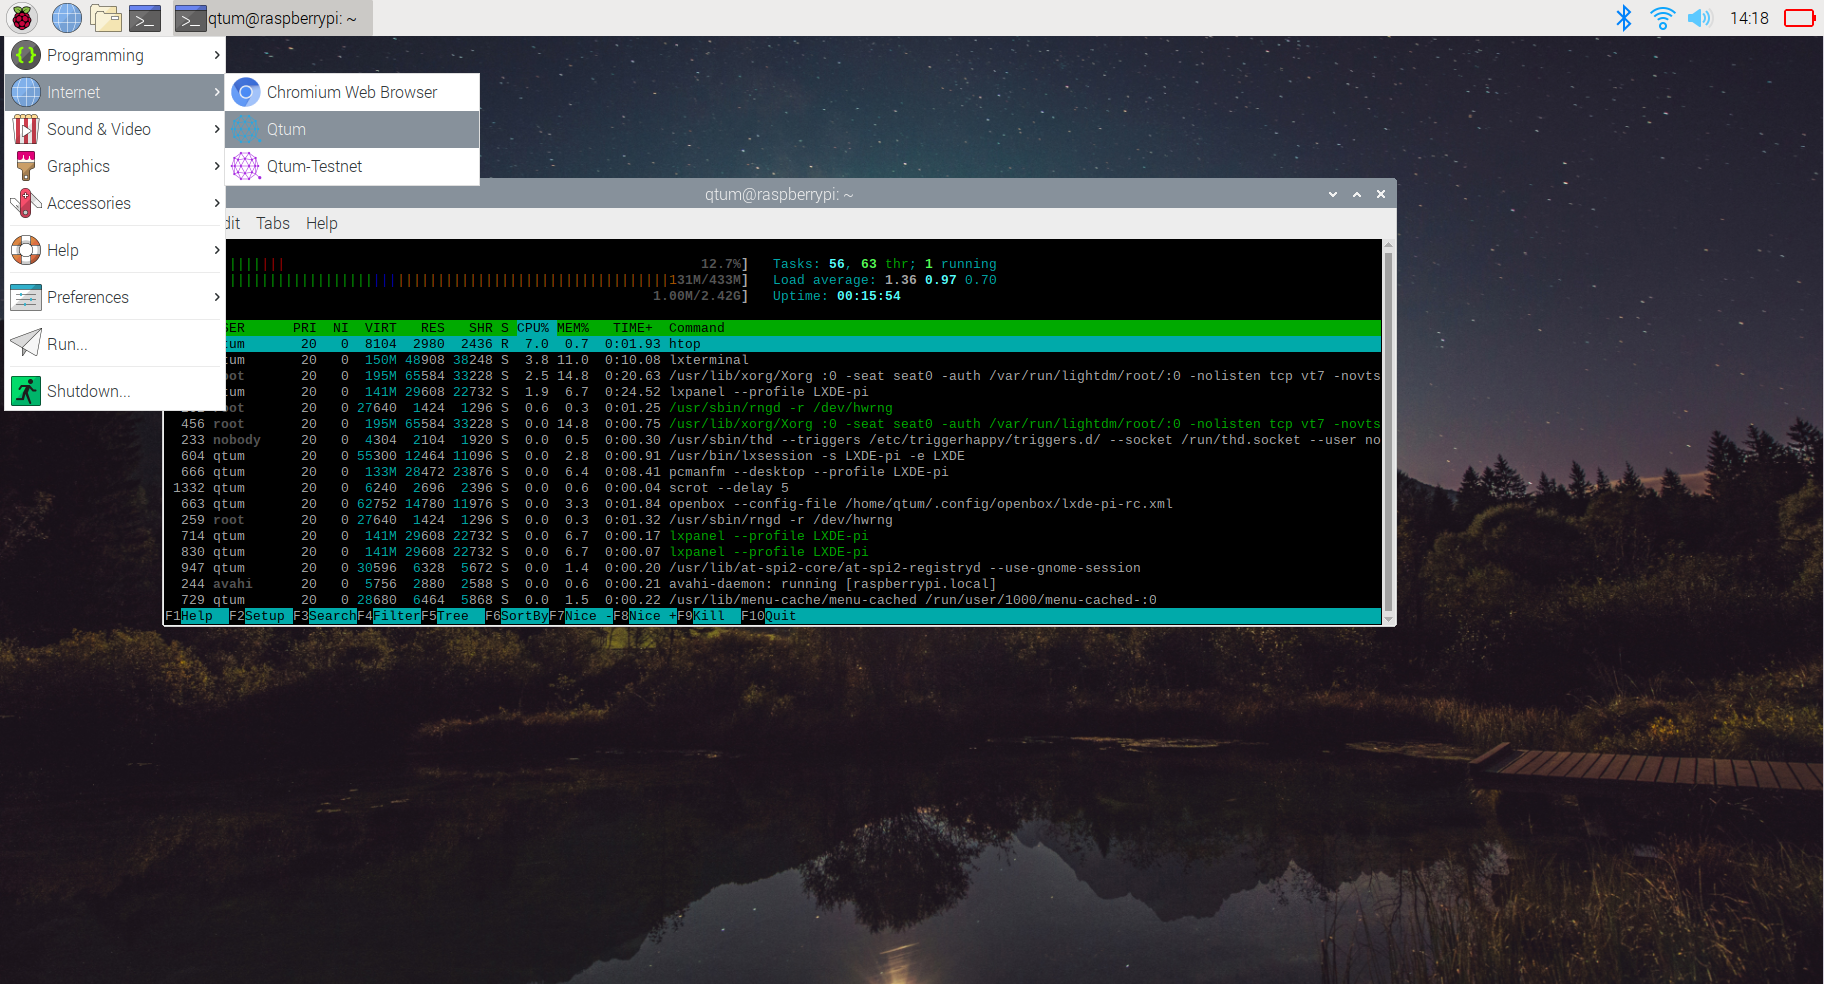 qtum@raspberrypi: ~
14:18
Programming
Internet
Chromium Web Browser
Sound & Video
Qtum
Graphics
Qtum-Testnet
Accessories
Help
Preferences
Run...
Shutdown...
qtum@raspberrypi: ~
dit Tabs Help
12.7%] Tasks: 56, 63 thr; 1 running
131M/433M] Load average: 1.36 0.97 0.70
1.00M/2.42G] Uptime: 00:15:54
SER PRI NI VIRT RES SHR S CPU% MEM% TIME+ Command
tum 20 0 8104 2980 2436 R 7.0 0.7 0:01.93 htop
tum 20 0 150M 48908 38248 S 3.8 11.0 0:10.08 lxterminal
oot 20 0 195M 65584 33228 S 2.5 14.8 0:20.63 /usr/lib/xorg/Xorg :0 -seat seat0 -auth /var/run/lightdm/root/:0 -nolisten tcp vt7 -novts
tum 20 0 141M 29608 22732 S 1.9 6.7 0:24.52 lxpanel --profile LXDE-pi
root 20 0 27640 1424 1296 S 0.6 0.3 0:01.25 /usr/sbin/rngd -r /dev/hwrng
456 root 20 0 195M 65584 33228 S 0.0 14.8 0:00.75 /usr/lib/xorg/Xorg :0 -seat seat0 -auth /var/run/lightdm/root/:0 -nolisten tcp vt7 -novts
233 nobody 20 0 4304 2104 1920 S 0.0 0.5 0:00.30 /usr/sbin/thd --triggers /etc/triggerhappy/triggers.d/ --socket /run/thd.socket --user no
604 qtum 20 0 55300 12464 11096 S 0.0 2.8 0:00.91 /usr/bin/lxsession -s LXDE-pi -e LXDE
666 qtum 20 0 133M 28472 23876 S 0.0 6.4 0:08.41 pcmanfm --desktop --profile LXDE-pi
1332 qtum 20 0 6240 2696 2396 S 0.0 0.6 0:00.04 scrot --delay 5
663 qtum 20 0 62752 14780 11976 S 0.0 3.3 0:01.84 openbox --config-file /home/qtum/.config/openbox/lxde-pi-rc.xml
259 root 20 0 27640 1424 1296 S 0.0 0.3 0:01.32 /usr/sbin/rngd -r /dev/hwrng
714 qtum 20 0 141M 29608 22732 S 0.0 6.7 0:00.17 lxpanel --profile LXDE-pi
830 qtum 20 0 141M 29608 22732 S 0.0 6.7 0:00.07 lxpanel --profile LXDE-pi
947 qtum 20 0 30596 6328 5672 S 0.0 1.4 0:00.20 /usr/lib/at-spi2-core/at-spi2-registryd --use-gnome-session
244 avahi 20 0 5756 2880 2588 S 0.0 0.6 0:00.21 avahi-daemon: running [raspberrypi.local]
729 qtum 20 0 28680 6464 5868 S 0.0 1.5 0:00.22 /usr/lib/menu-cache/menu-cached /run/user/1000/menu-cached-:0
F1Help F2Setup F3SearchF4FilterF5Tree F6SortByF7Nice -F8Nice +F9Kill F10Quit